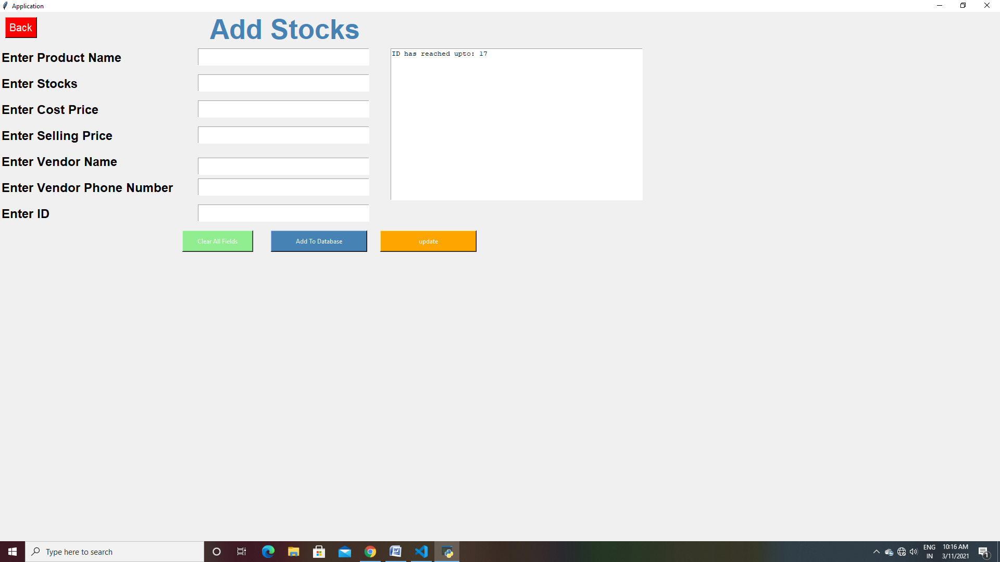 Application
Back
Add Stocks
Enter Product Name
ID has reached upto: 17
Enter Stocks
Enter Cost Price
Enter Selling Price
Enter Vendor Name
Enter Vendor Phone Number
Enter ID
Clear All Fields
Add To Database
update
Type here to search
ENG
IN
10:16 AM
3/11/2021
1